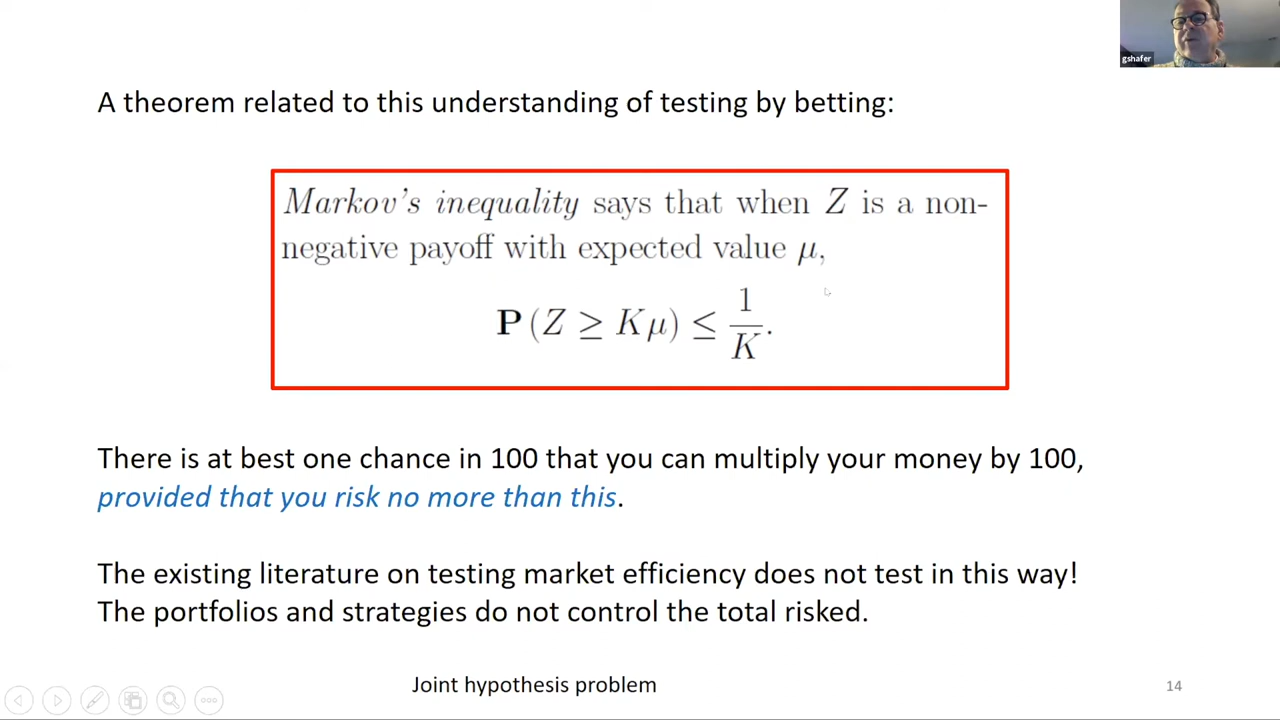 gshafer
A theorem related to this understanding of testing by betting:
Markov's inequality says that when Z is a non-
negative payoff with expected value μ,
P (Z ≥ Kμ) ≤ 1/K.
There is at best one chance in 100 that you can multiply your money by 100,
provided that you risk no more than this.
The existing literature on testing market efficiency does not test in this way!
The portfolios and strategies do not control the total risked.
Joint hypothesis problem
14